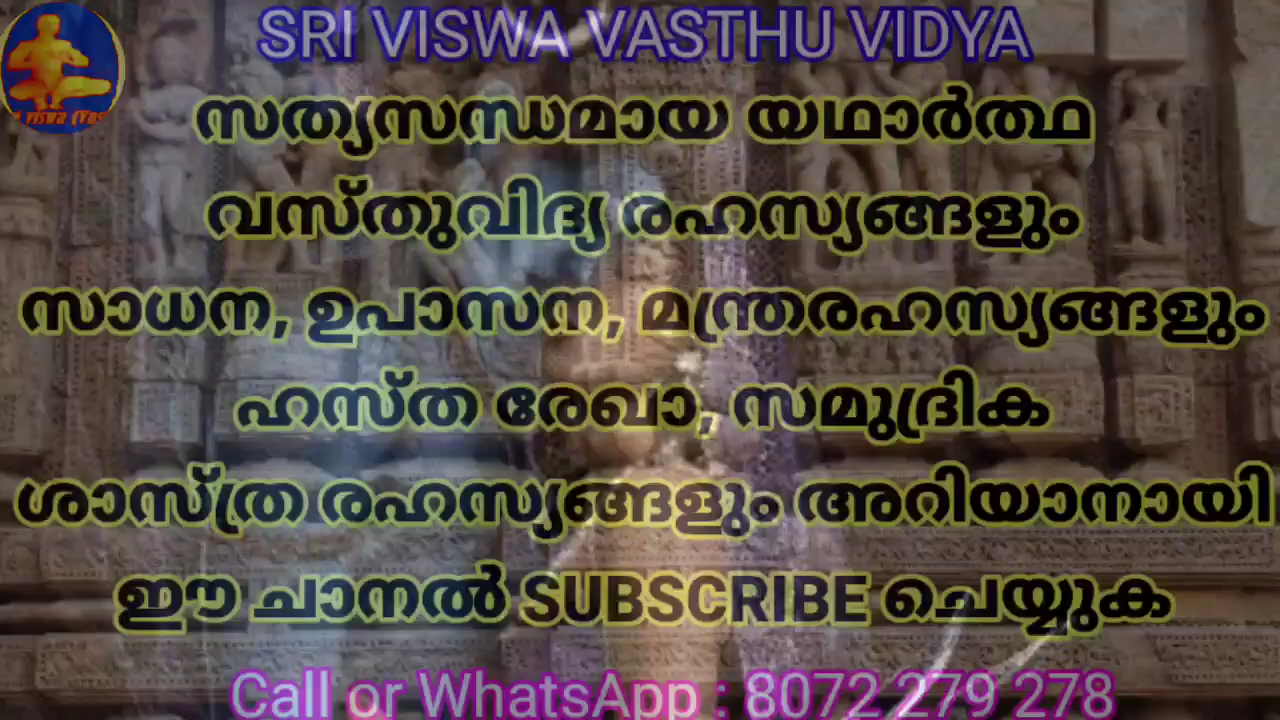 SRI VISWA VASTHU VIDYA
സത്യസന്ധമായ യഥാർത്ഥ
വസ്തുവിദ്യ രഹസ്യങ്ങളും
സാധന, ഉപാസന, മന്ത്രരഹസ്യങ്ങളും
ഹസ്ത രേഖാ, സമുദ്രിക
ശാസ്ത്ര രഹസ്യങ്ങളും അറിയാനായി
ഈ ചാനൽ SUBSCRIBE ചെയ്യുക
Call or WhatsApp : 8072 279 278